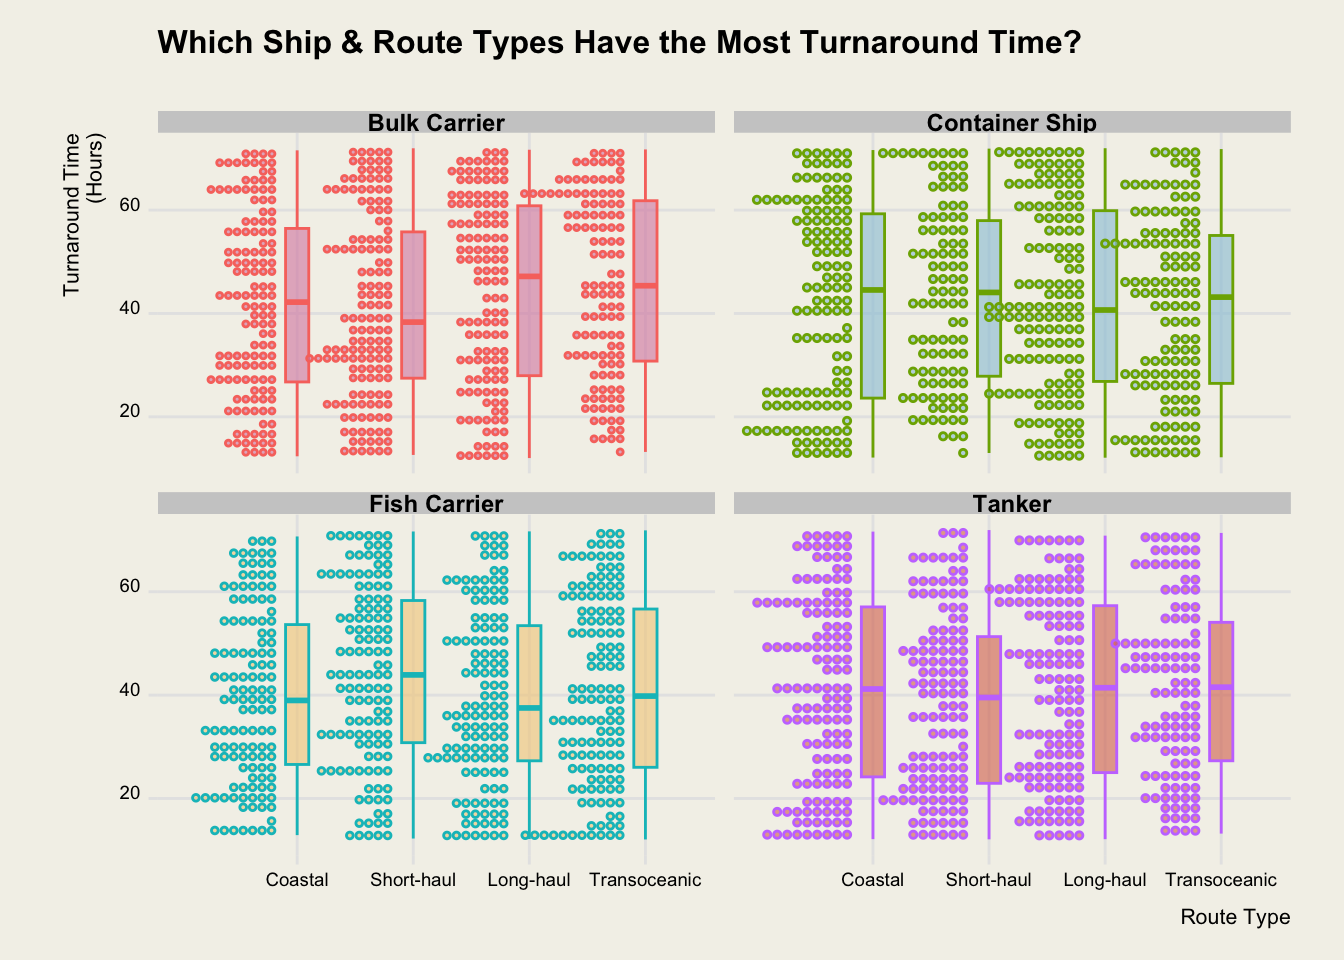 Which Ship & Route Types Have the Most Turnaround Time?
Turnaround Time
(Hours)
Bulk Carrier
Container Ship
60
40
20
Fish Carrier
Tanker
60
40
20
Coastal
Short-haul
Long-haul
Transoceanic
Coastal
Short-haul
Long-haul
Transoceanic
Route Type